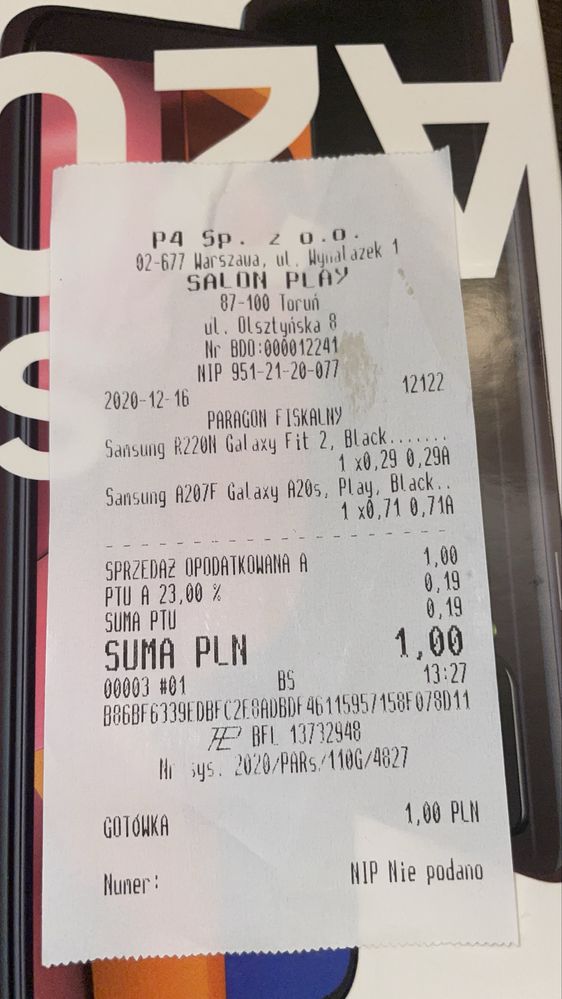 A20
s
P4 Sp. z o.o.
02-677 Warszawa, ul. Wynalazek 1
SALON PLAY
87-100 Toruń
ul. Olsztyńska 8
Nr BDO:000012241
NIP 951-21-20-077
2020-12-16 12122
PARAGON FISKALNY
Samsung R220N Galaxy Fit 2, Black.......
1 x0,29 0,29A
Samsung A207F Galaxy A20s, Play, Black..
1 x0,71 0,71A
SPRZEDAŻ OPODATKOWANA A 1,00
PTU A 23,00 % 0,19
SUMA PTU 0,19
SUMA PLN 1,00
00003 #01 BS 13:27
B86BF6339EDBFC2E8ADBDF46115957158F078D11
BFL 13732948
Nr sys. 2020/PARs/110G/4827
GOTÓWKA 1,00 PLN
Numer: NIP Nie podano